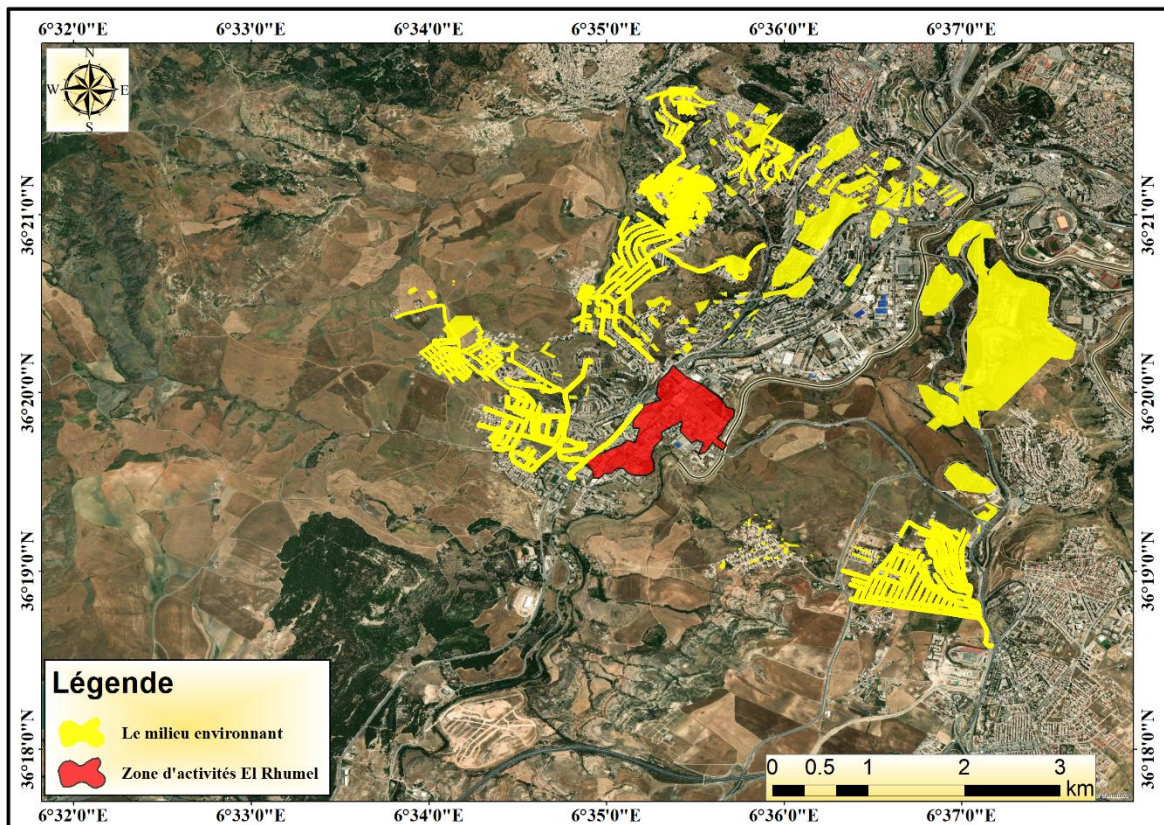 6°32'0"E 6°33'0"E 6°34'0"E 6°35'0"E 6°36'0"E 6°37'0"E
N
W E
S
36°21'0"N 36°21'0"N
36°20'0"N 36°20'0"N
36°19'0"N 36°19'0"N
36°18'0"N 36°18'0"N
Légende
Le milieu environnant
Zone d'activités El Rhumel
0 0.5 1 2 3
km
6°32'0"E 6°33'0"E 6°34'0"E 6°35'0"E 6°36'0"E 6°37'0"E